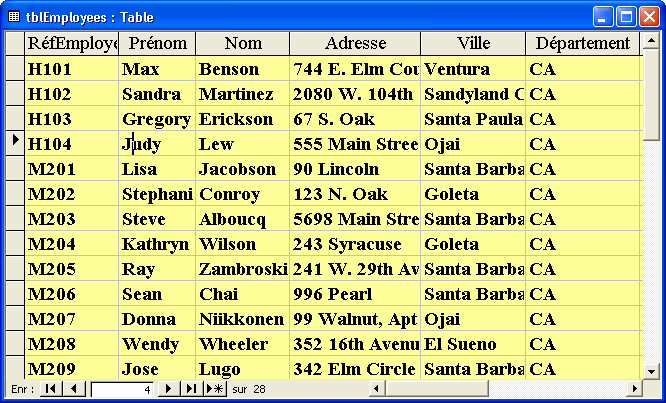 tblEmployees : Table
RéfEmploye Prénom Nom Adresse Ville Département
H101 Max Benson 744 E. Elm Cou Ventura CA
H102 Sandra Martinez 2080 W. 104th Sandyland C CA
H103 Gregory Erickson 67 S. Oak Santa Paula CA
H104 Judy Lew 555 Main Stree Ojai CA
M201 Lisa Jacobson 90 Lincoln Santa Barba CA
M202 Stephani Conroy 123 N. Oak Goleta CA
M203 Steve Alboucq 5698 Main Stre Santa Barba CA
M204 Kathryn Wilson 243 Syracuse Goleta CA
M205 Ray Zambroski 241 W. 29th Av Santa Barba CA
M206 Sean Chai 996 Pearl Santa Barba CA
M207 Donna Niikkonen 99 Walnut, Apt Ojai CA
M208 Wendy Wheeler 352 16th Avenu El Sueno CA
M209 Jose Lugo 342 Elm Circle Santa Barba CA
Enr : 4 sur 28